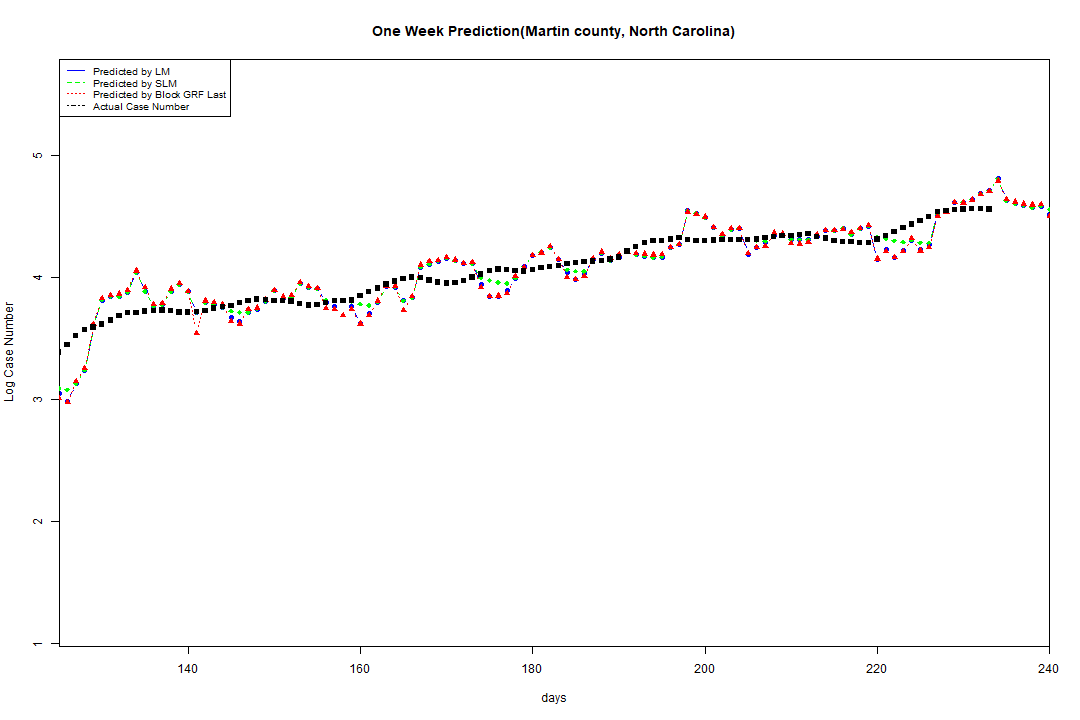 One Week Prediction(Martin county, North Carolina)
Predicted by LM
Predicted by SLM
Predicted by Block GRF Last
Actual Case Number
5
4
3
2
1
Log Case Number
140 160 180 200 220 240
days